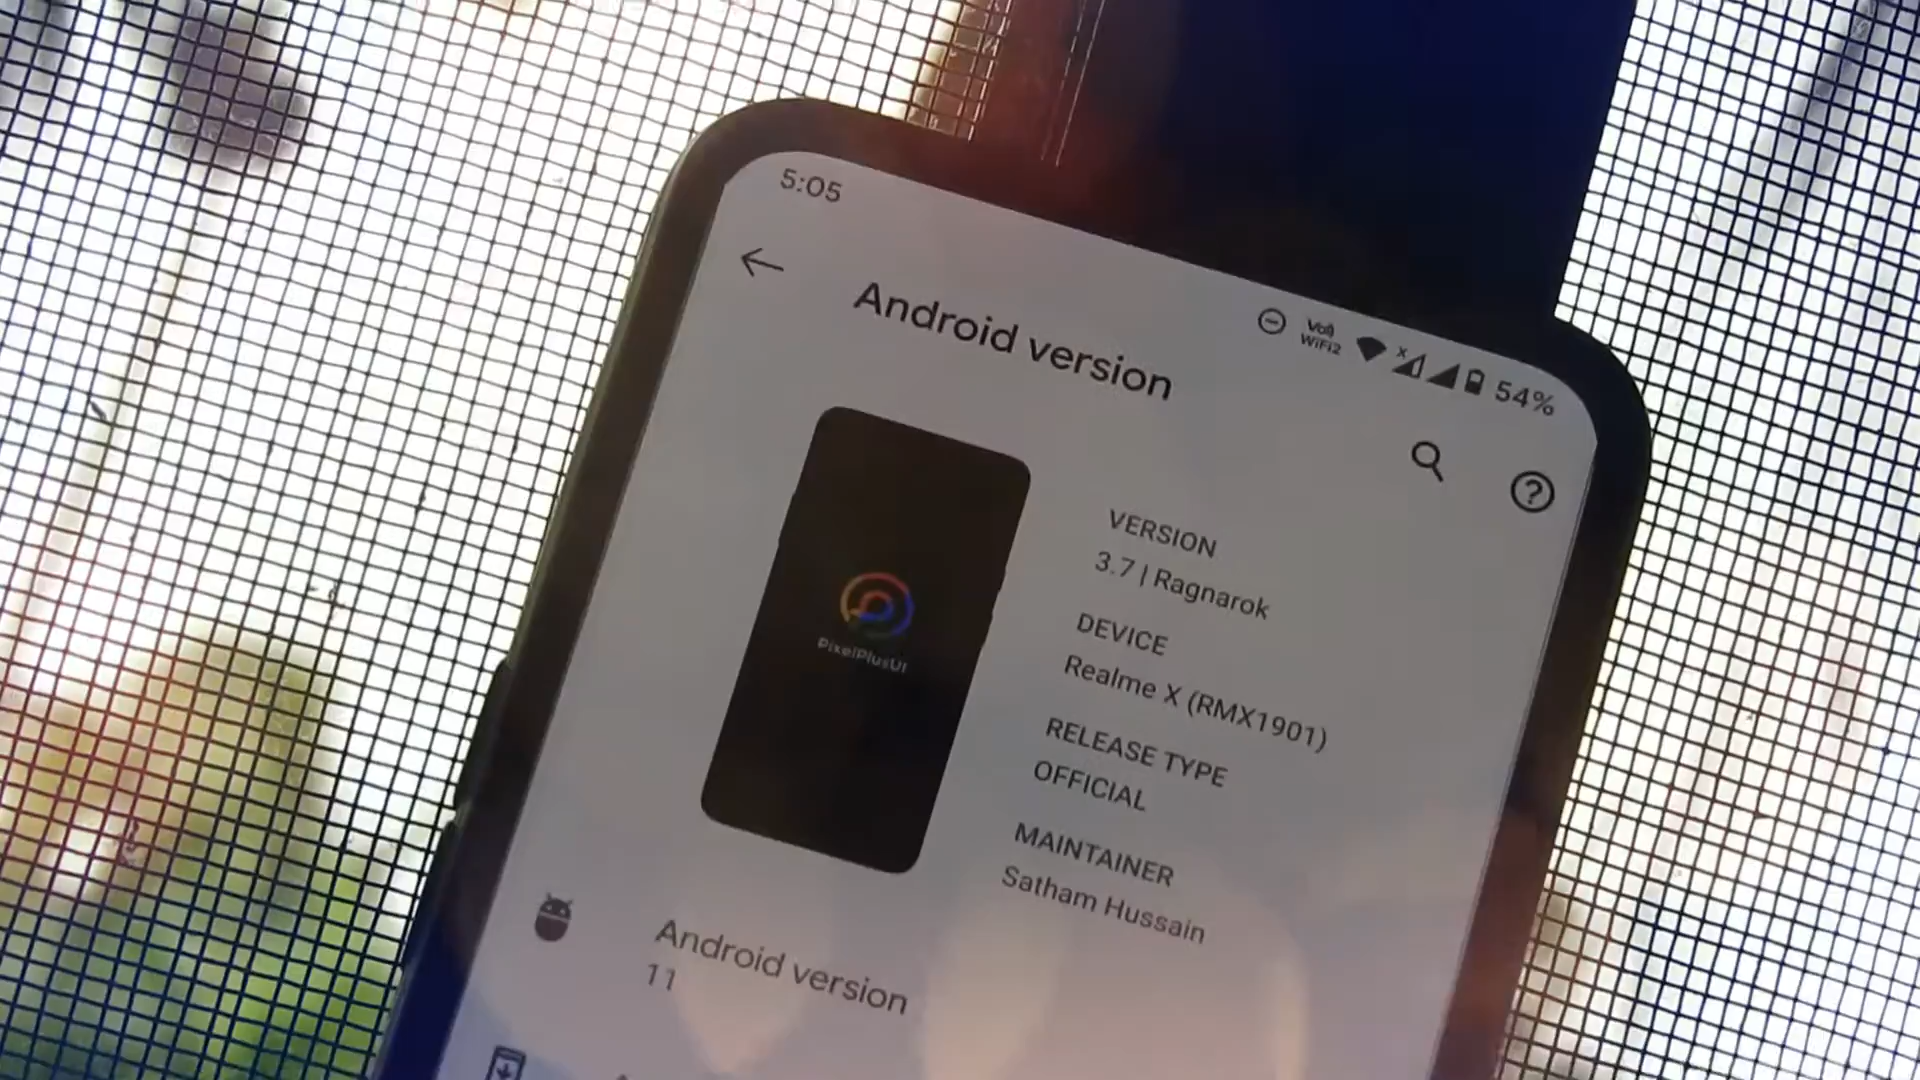 5:05
Vo))
WiFi2
x
54%
Android version
?
PixelPlusUI
VERSION
3.7 | Ragnarok
DEVICE
Realme X (RMX1901)
RELEASE TYPE
OFFICIAL
MAINTAINER
Satham Hussain
Android version
11